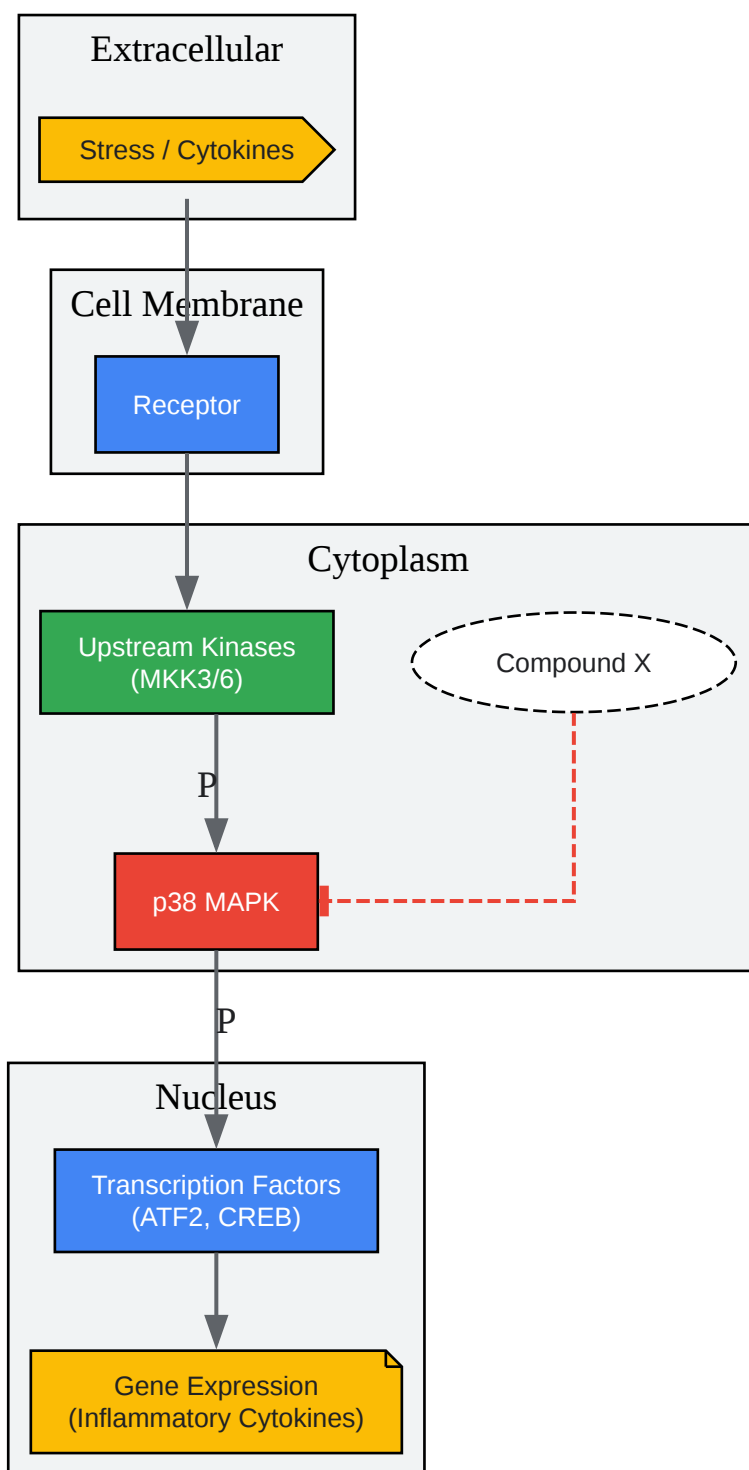 Extracellular
Stress / Cytokines
Cell Membrane
Receptor
Cytoplasm
Upstream Kinases
(MKK3/6)
Compound X
P
p38 MAPK
P
Nucleus
Transcription Factors
(ATF2, CREB)
Gene Expression
(Inflammatory Cytokines)